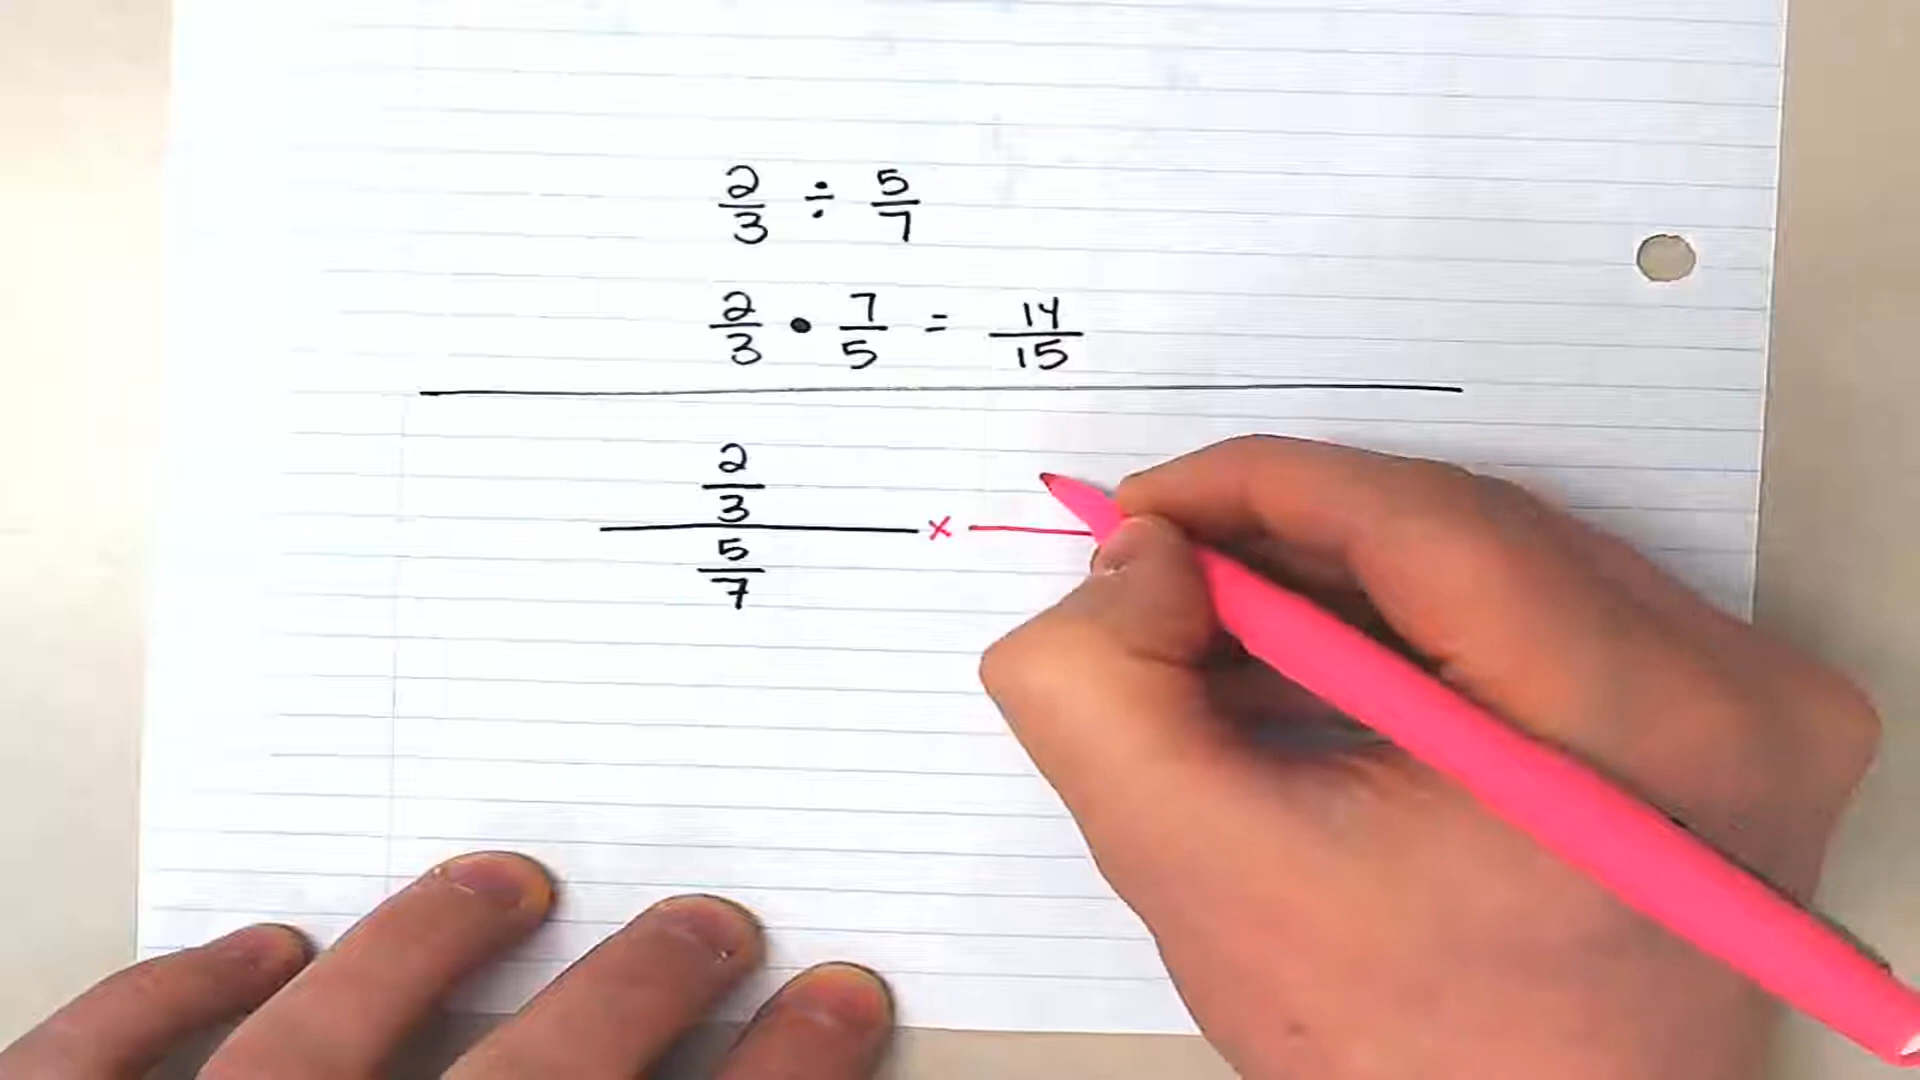 2/3 ÷ 5/7
2/3 • 7/5 = 14/15
2/3
×
5/7